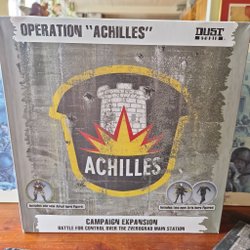 OPERATION "ACHILLES"
DUST
ACHILLES
CAMPAIGN EXPANSION
BATTLE FOR CONTROL OVER THE ZVEROGRAD MAIN STATION